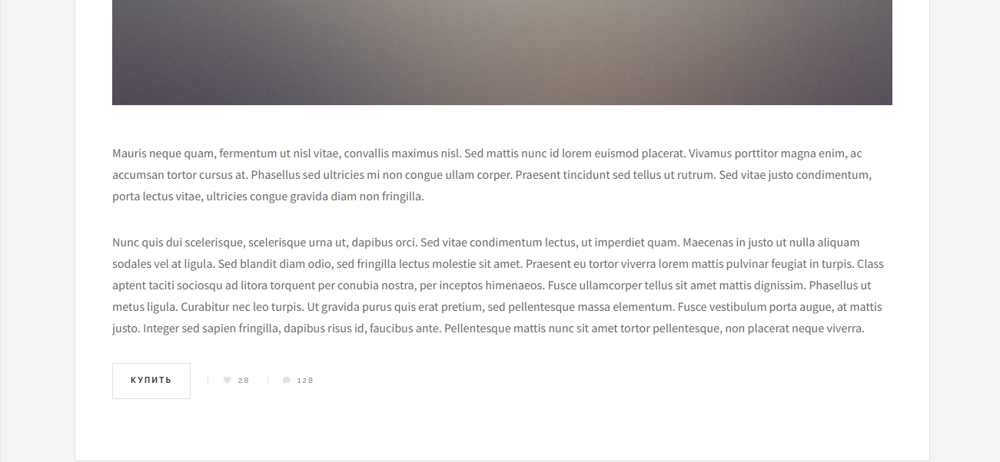 Mauris neque quam, fermentum ut nisl vitae, convallis maximus nisl. Sed mattis nunc id lorem euismod placerat. Vivamus porttitor magna enim, ac
accumsan tortor cursus at. Phasellus sed ultricies mi non congue ullam corper. Praesent tincidunt sed tellus ut rutrum. Sed vitae justo condimentum,
porta lectus vitae, ultricies congue gravida diam non fringilla.
Nunc quis dui scelerisque, scelerisque urna ut, dapibus orci. Sed vitae condimentum lectus, ut imperdiet quam. Maecenas in justo ut nulla aliquam
sodales vel at ligula. Sed blandit diam odio, sed fringilla lectus molestie sit amet. Praesent eu tortor viverra lorem mattis pulvinar feugiat in turpis. Class
aptent taciti sociosqu ad litora torquent per conubia nostra, per inceptos himenaeos. Fusce ullamcorper tellus sit amet mattis dignissim. Phasellus ut
metus ligula. Curabitur nec leo turpis. Ut gravida purus quis erat pretium, sed pellentesque massa elementum. Fusce vestibulum porta augue, at mattis
justo. Integer sed sapien fringilla, dapibus risus id, faucibus ante. Pellentesque mattis nunc sit amet tortor pellentesque, non placerat neque viverra.
КУПИТЬ 28 128